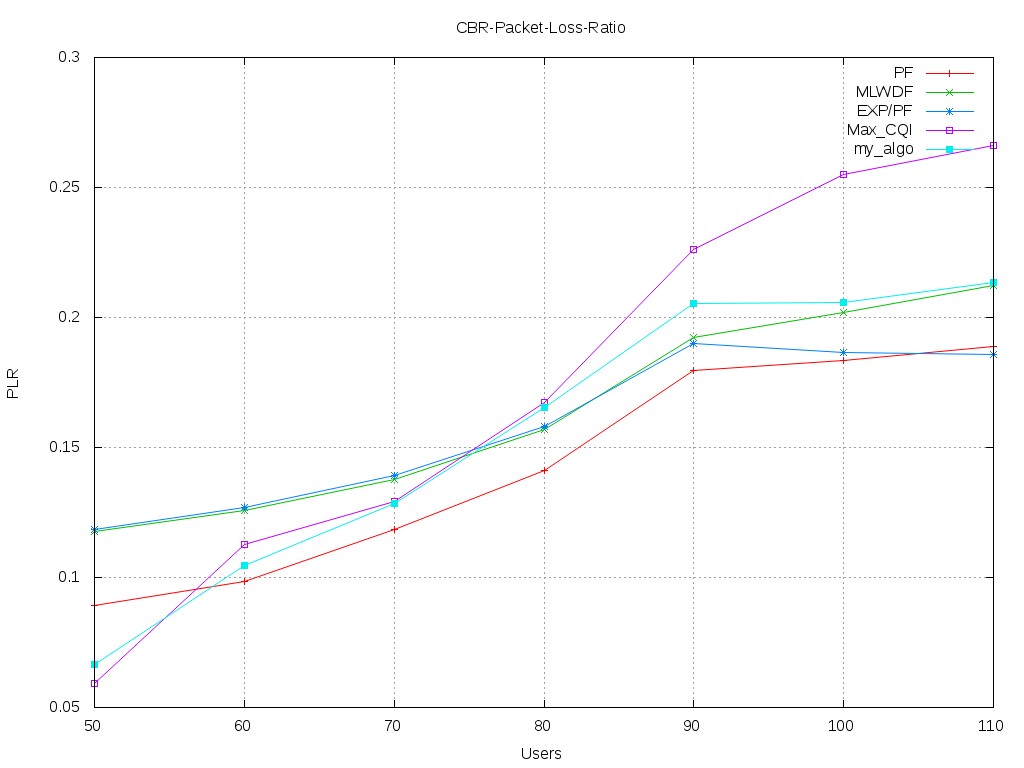 CBR-Packet-Loss-Ratio
0.3
PF
MLWDF
EXP/PF
Max_CQI
my_algo
0.25
0.2
PLR
0.15
0.1
0.05
50 60 70 80 90 100 110
Users